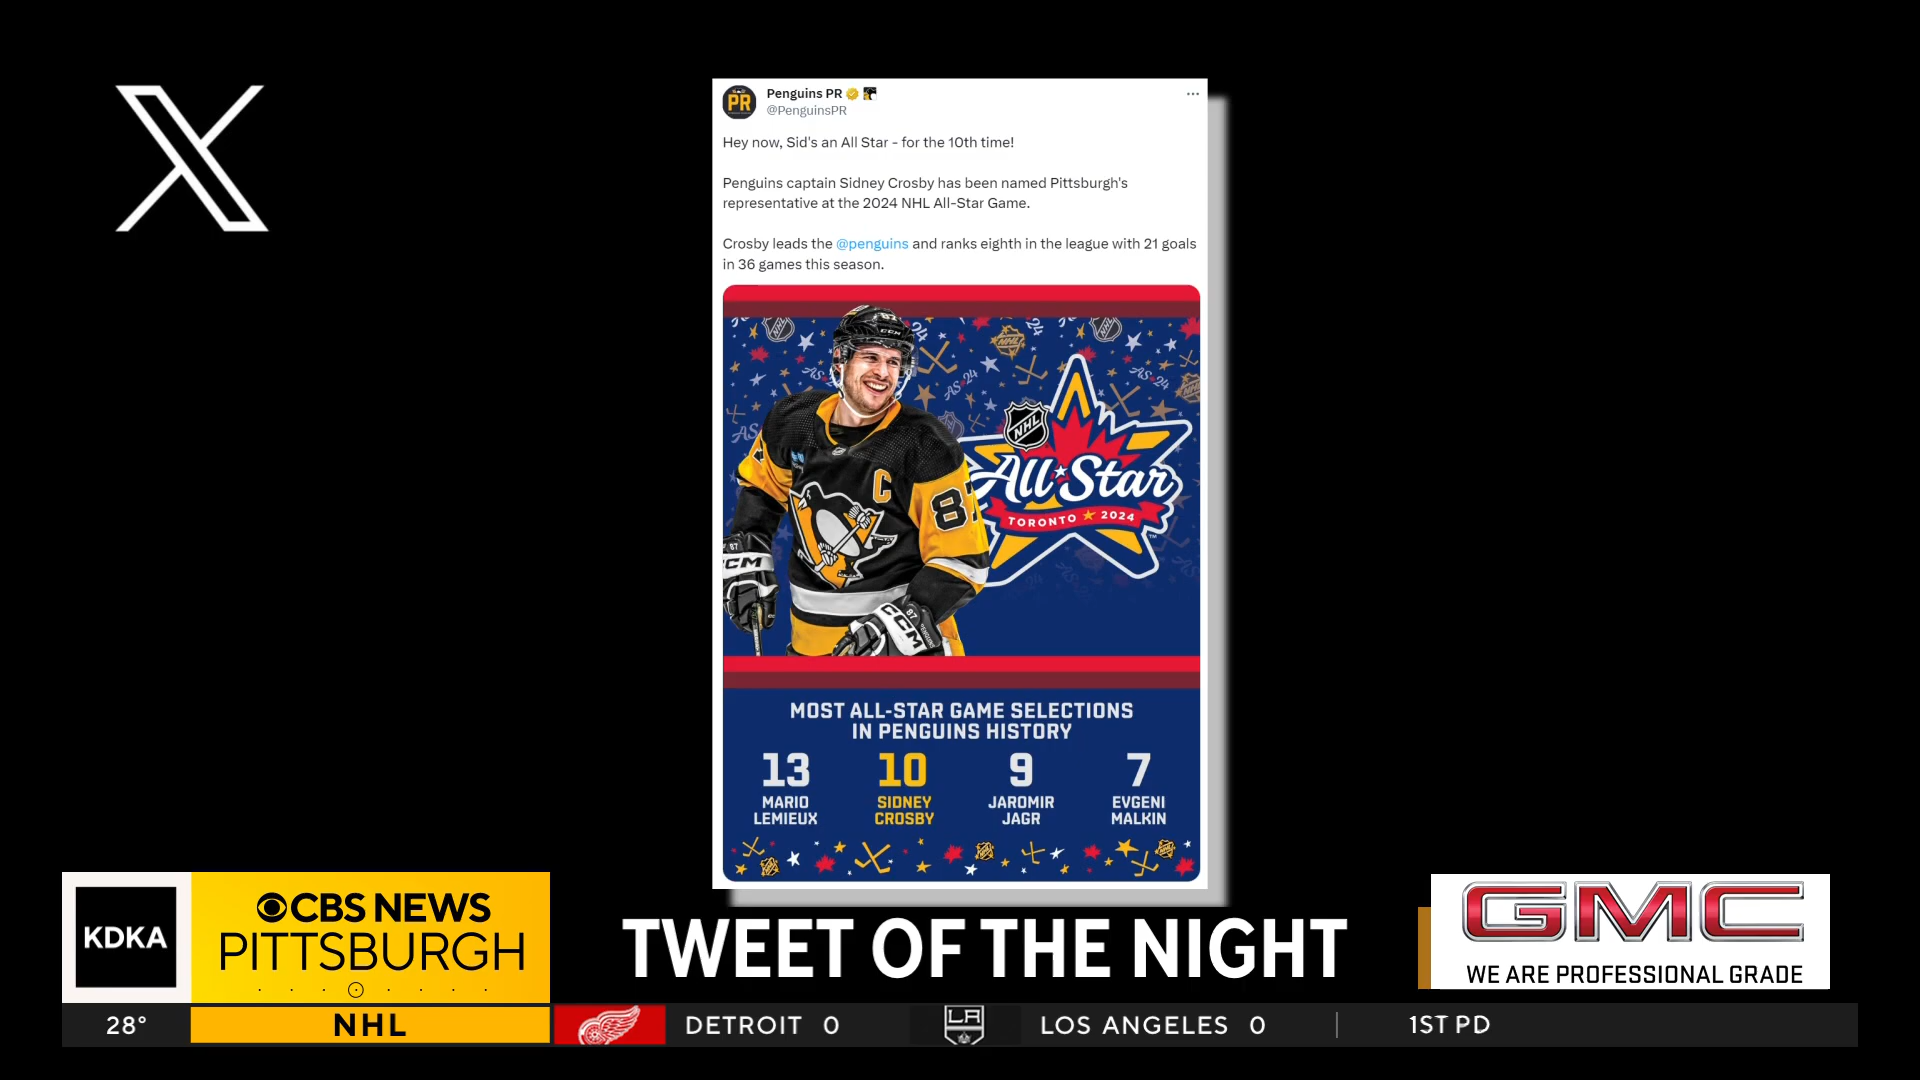 Penguins PR
@PenguinsPR
Hey now, Sid's an All Star - for the 10th time!
Penguins captain Sidney Crosby has been named Pittsburgh's
representative at the 2024 NHL All-Star Game.
Crosby leads the @penguins and ranks eighth in the league with 21 goals
in 36 games this season.
NHL
All Star
TORONTO 2024
C
87
CCM
MOST ALL-STAR GAME SELECTIONS
IN PENGUINS HISTORY
13 10 9 7
MARIO SIDNEY JAROMIR EVGENI
LEMIEUX CROSBY JAGR MALKIN
KDKA
CBS NEWS
PITTSBURGH
TWEET OF THE NIGHT
GMC
WE ARE PROFESSIONAL GRADE
28° NHL DETROIT 0 LA LOS ANGELES 0 1ST PD